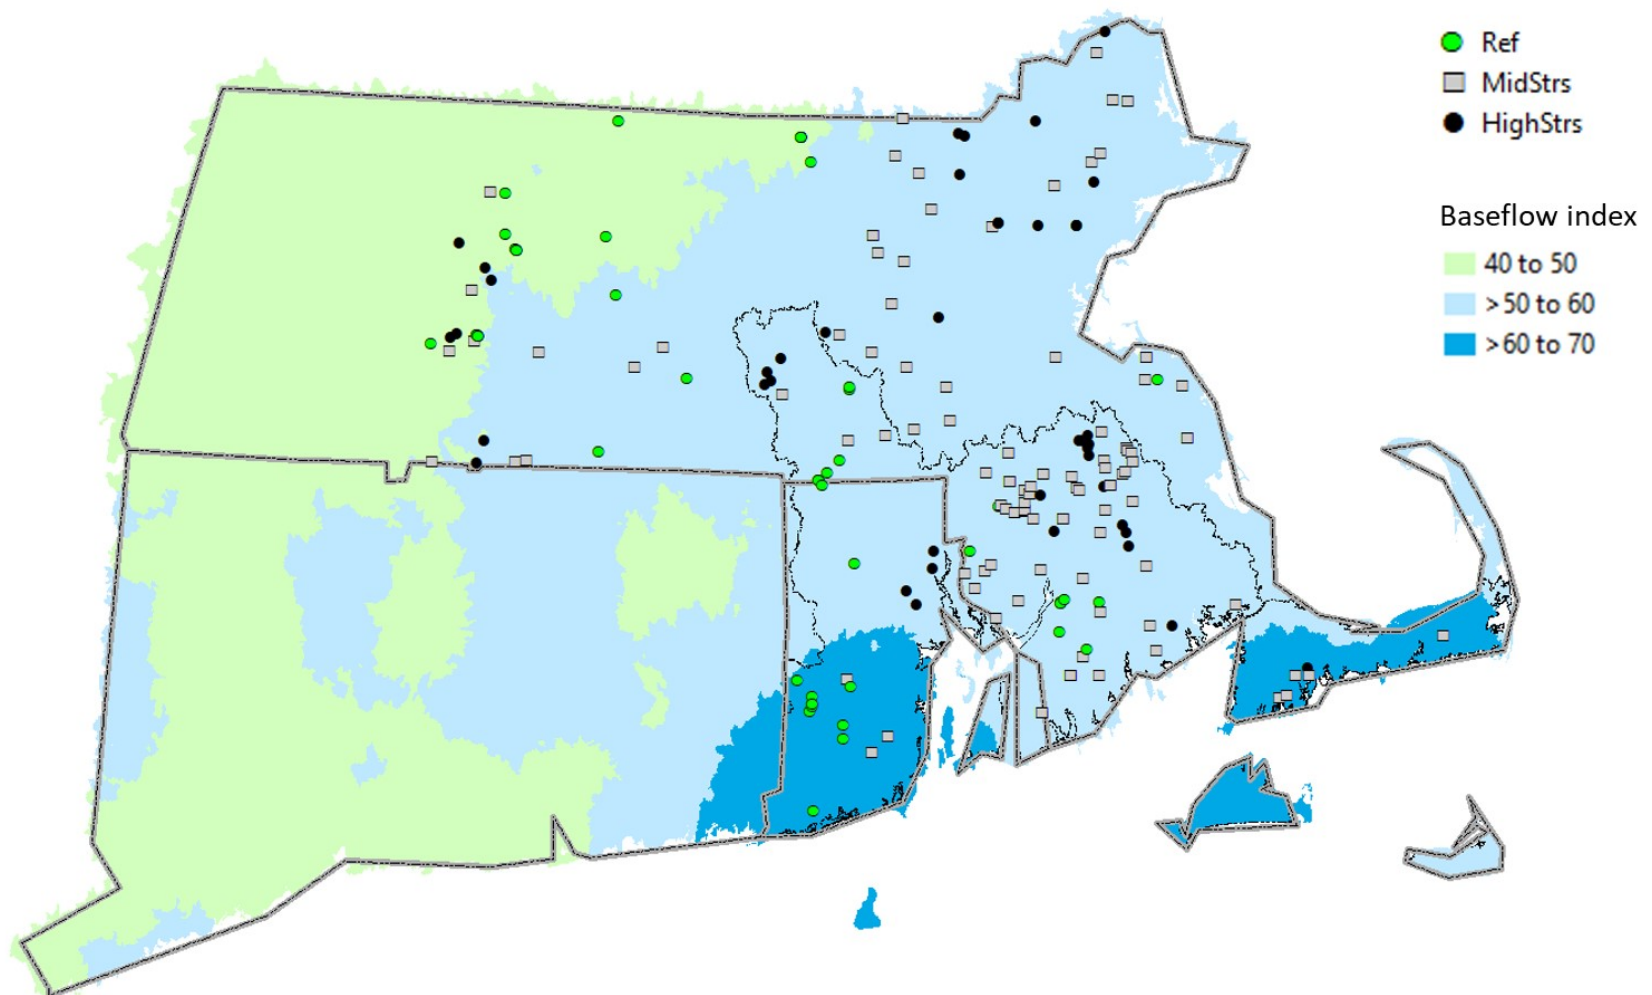 Ref
MidStrs
HighStrs
Baseflow index
40 to 50
>50 to 60
>60 to 70